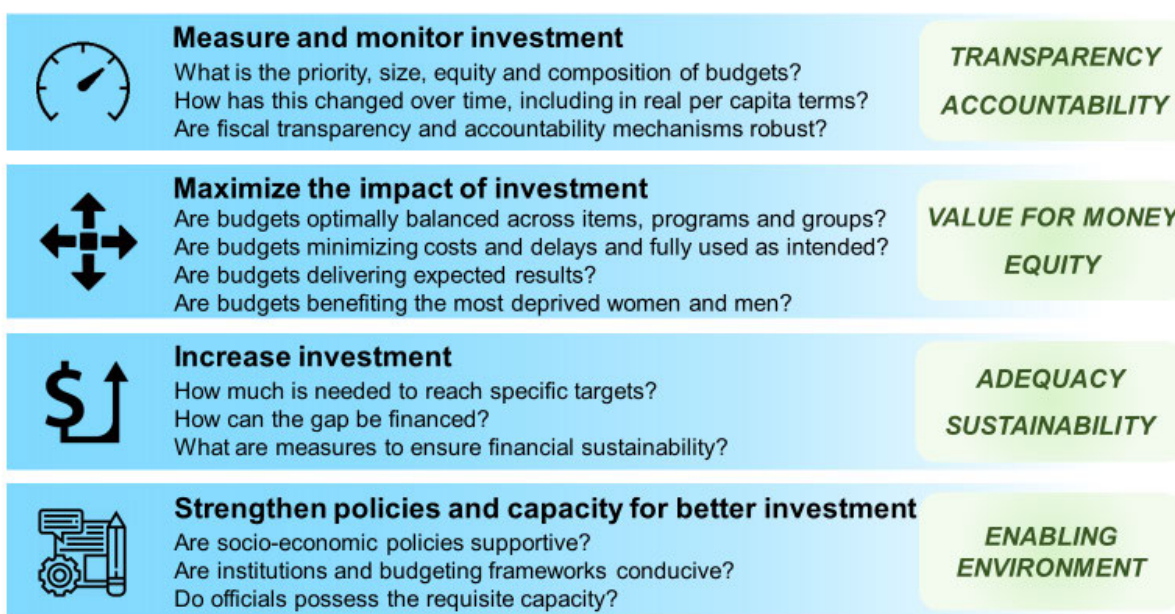 Measure and monitor investment
What is the priority, size, equity and composition of budgets?
How has this changed over time, including in real per capita terms?
Are fiscal transparency and accountability mechanisms robust?
TRANSPARENCY
ACCOUNTABILITY
Maximize the impact of investment
Are budgets optimally balanced across items, programs and groups?
Are budgets minimizing costs and delays and fully used as intended?
Are budgets delivering expected results?
Are budgets benefiting the most deprived women and men?
VALUE FOR MONEY
EQUITY
$
Increase investment
How much is needed to reach specific targets?
How can the gap be financed?
What are measures to ensure financial sustainability?
ADEQUACY
SUSTAINABILITY
Strengthen policies and capacity for better investment
Are socio-economic policies supportive?
Are institutions and budgeting frameworks conducive?
Do officials possess the requisite capacity?
ENABLING
ENVIRONMENT